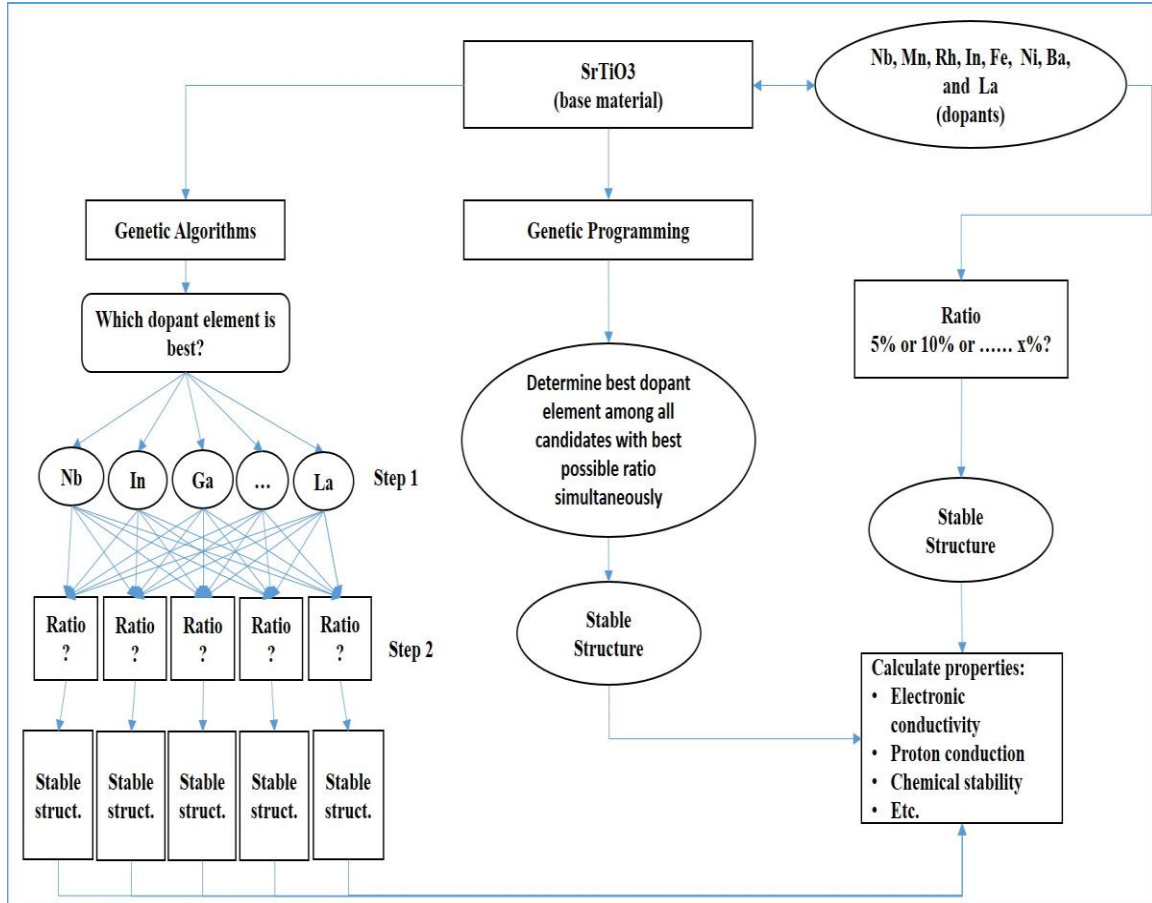 SrTiO3
(base material)
Nb, Mn, Rh, In, Fe, Ni, Ba,
and La
(dopants)
Genetic Algorithms
Genetic Programming
Which dopant element is
best?
Ratio
5% or 10% or …… x%?
Determine best dopant
element among all
candidates with best
possible ratio
simultaneously
Nb
In
Ga
...
La
Step 1
Stable
Structure
Ratio
?
Ratio
?
Ratio
?
Ratio
?
Ratio
?
Step 2
Stable
Structure
Calculate properties:
• Electronic
conductivity
• Proton conduction
• Chemical stability
• Etc.
Stable
struct.
Stable
struct.
Stable
struct.
Stable
struct.
Stable
struct.